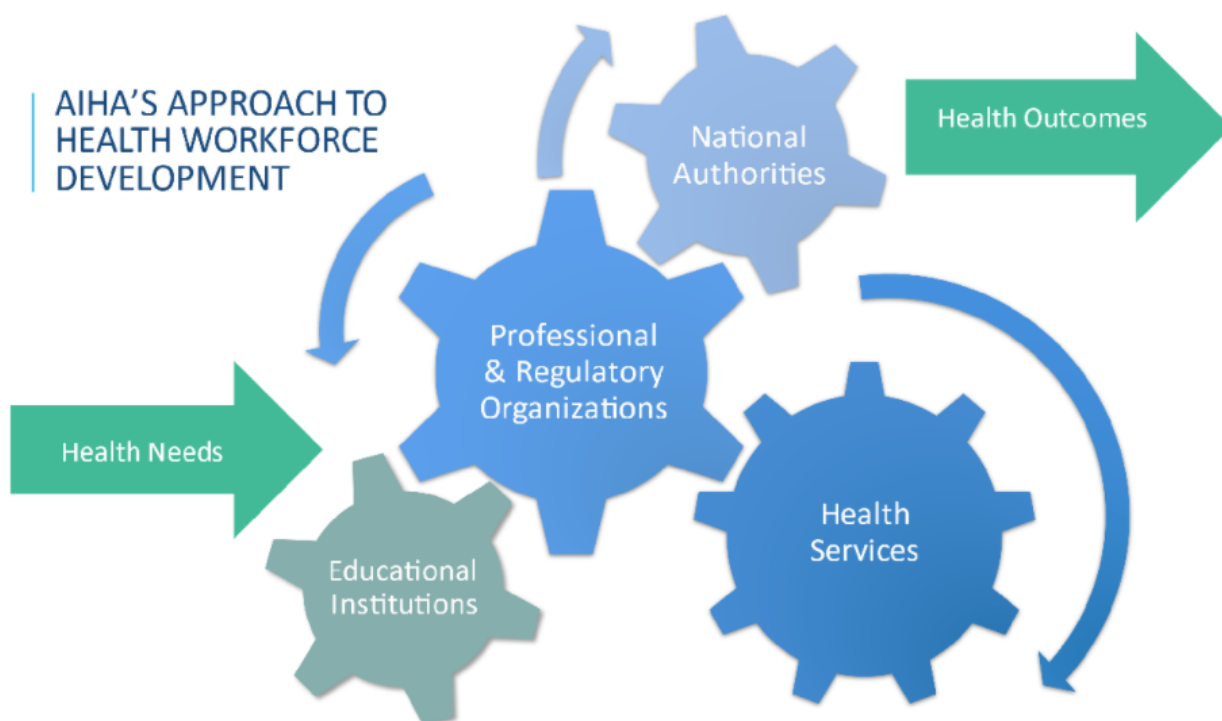 AIHA'S APPROACH TO
HEALTH WORKFORCE
DEVELOPMENT
National
Authorities
Health Outcomes
Professional
& Regulatory
Organizations
Health Needs
Health
Services
Educational
Institutions